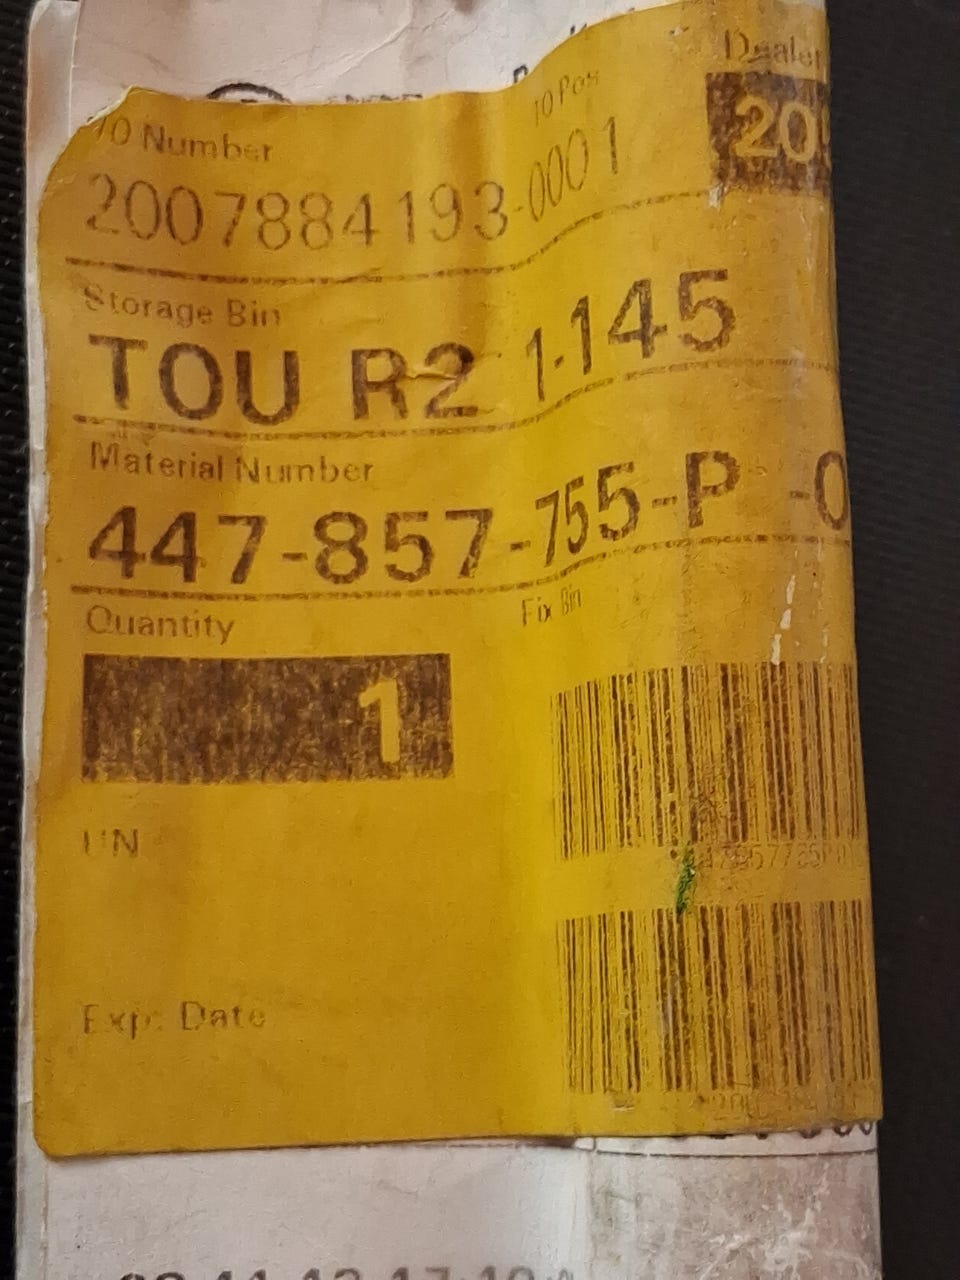 TO Number
TO Pos
Dealer
2007884193-0001
20
Storage Bin
TOU R2 1-145
Material Number
447-857-755-P -0
Quantity
Fix Bin
1
UN
Exp. Date